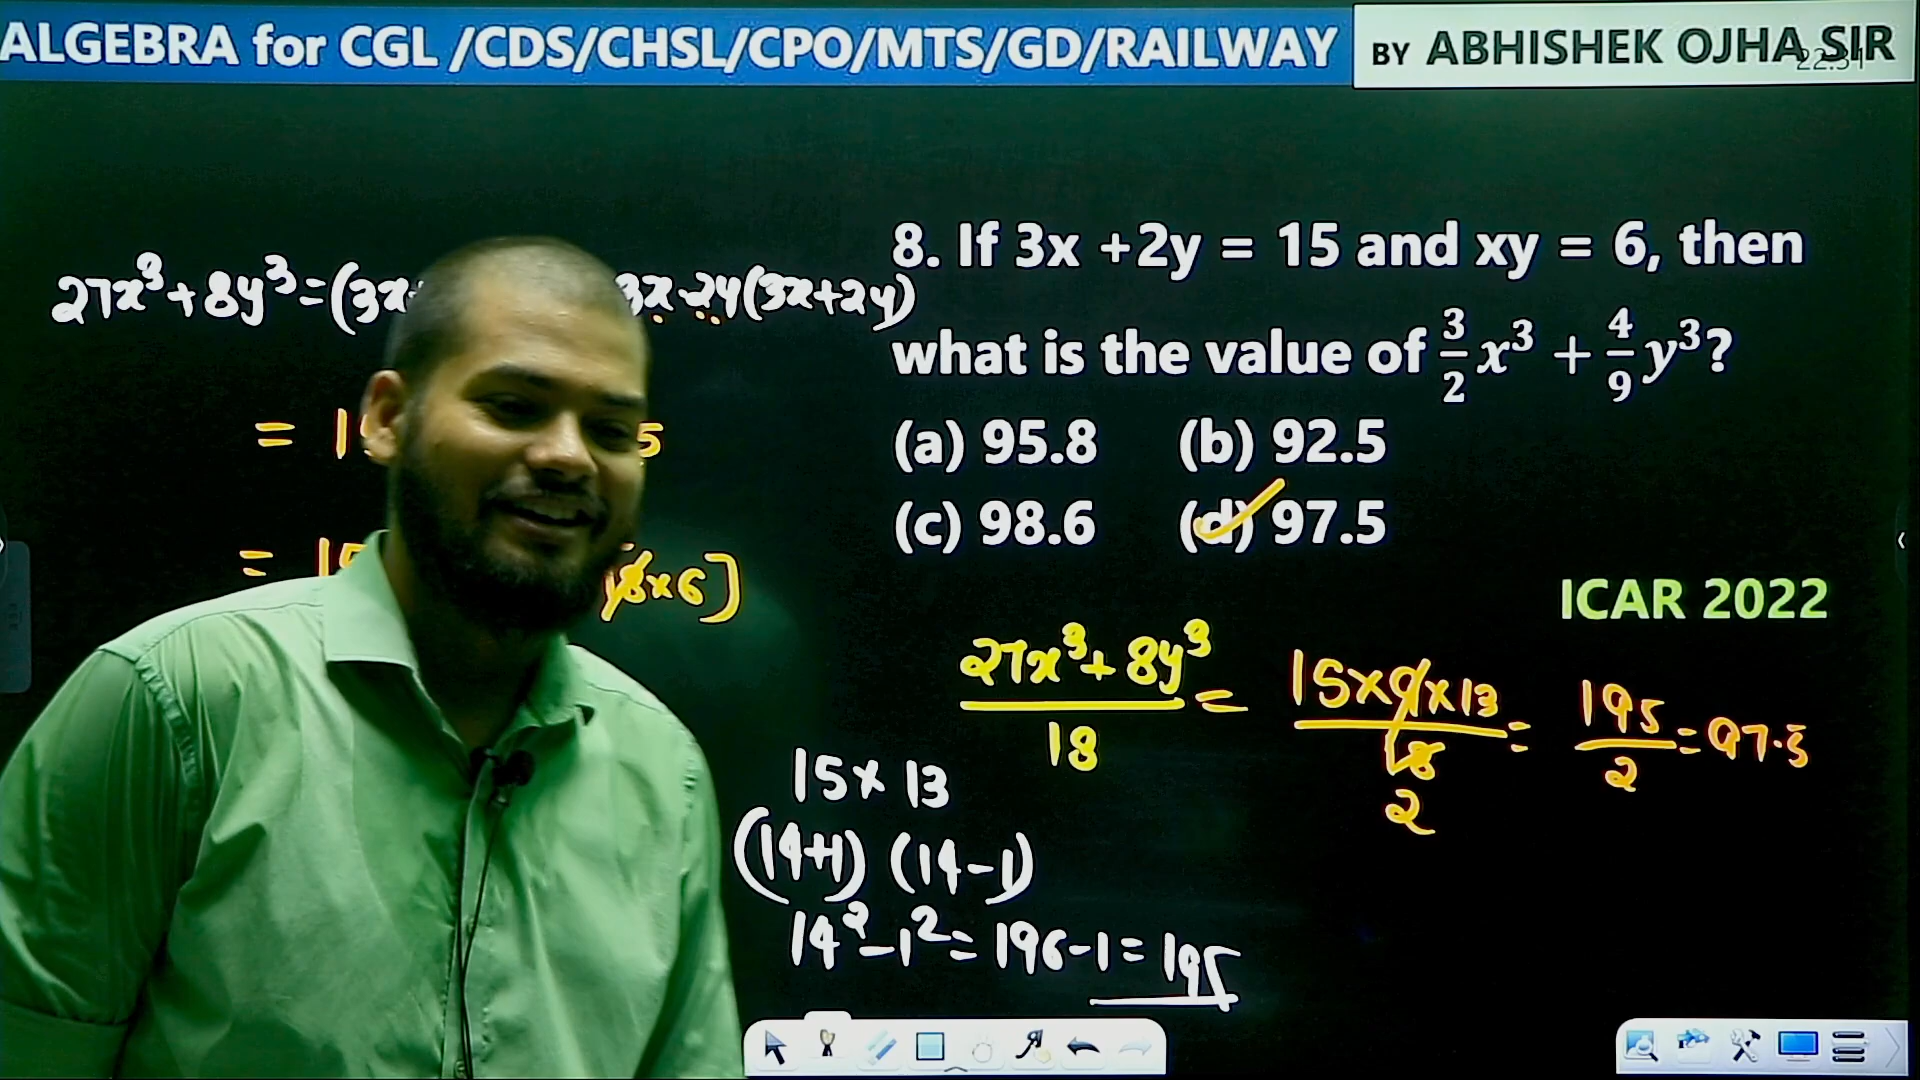 ALGEBRA for CGL /CDS/CHSL/CPO/MTS/GD/RAILWAY BY ABHISHEK OJHA SIR
8. If 3x +2y = 15 and xy = 6, then
what is the value of 3/2 x³ + 4/9 y³?
(a) 95.8 (b) 92.5
(c) 98.6 (d) 97.5
ICAR 2022
27x³+8y³=(3x 3x·2y(3x+2y)
= 5
= 15 18×6]
27x³+8y³ / 18 = 15×9×13 / 18 = 195 / 2 = 97.5
2
15× 13
(14+1) (14-1)
14²-1²= 196-1= 195